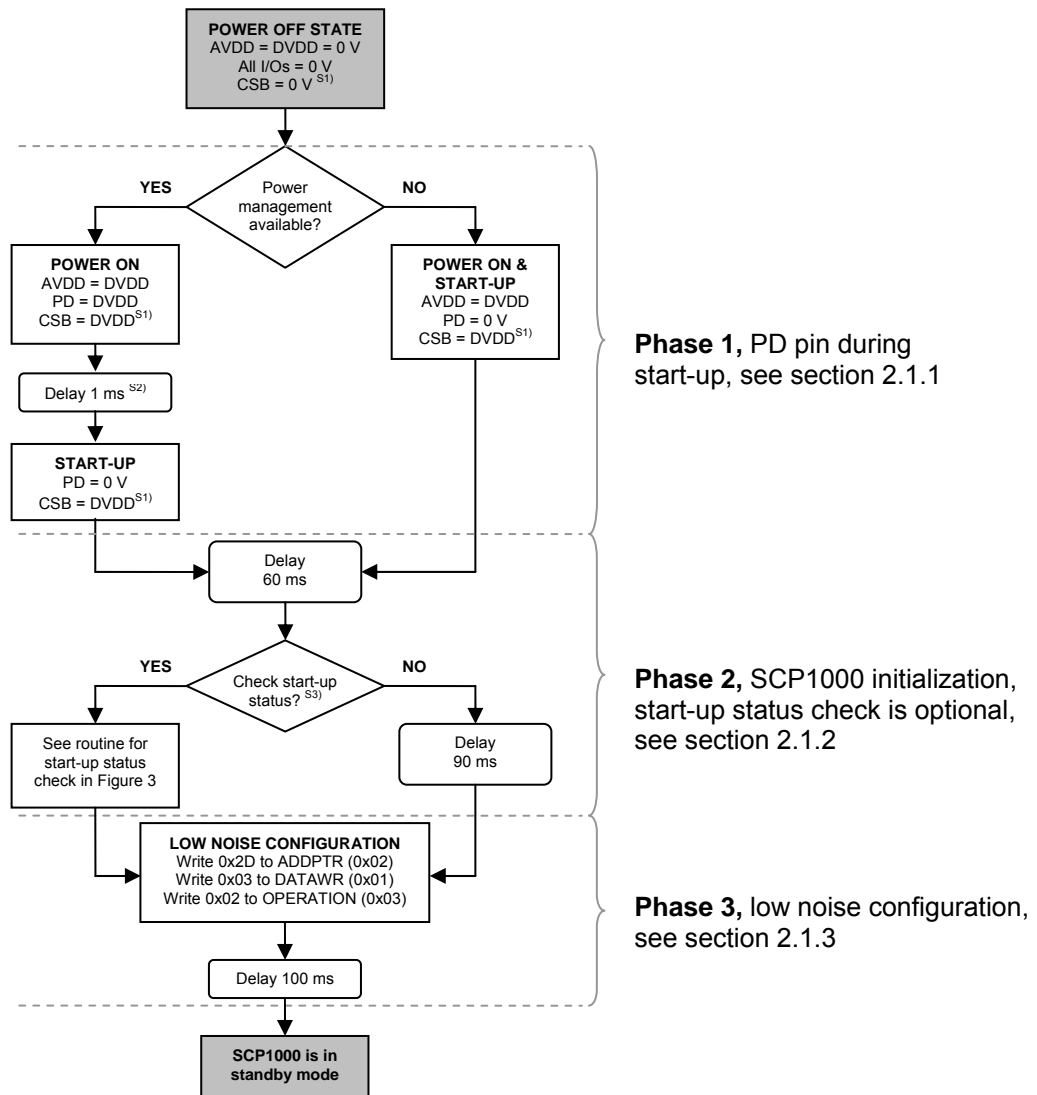 POWER OFF STATE
AVDD = DVDD = 0 V
All I/Os = 0 V
CSB = 0 V S1)
YES
Power
management
available?
NO
POWER ON
AVDD = DVDD
PD = DVDD
CSB = DVDD S1)
POWER ON &
START-UP
AVDD = DVDD
PD = 0 V
CSB = DVDD S1)
Delay 1 ms S2)
START-UP
PD = 0 V
CSB = DVDD S1)
Phase 1, PD pin during
start-up, see section 2.1.1
Delay
60 ms
YES
Check start-up
status? S3)
NO
See routine for
start-up status
check in Figure 3
Delay
90 ms
Phase 2, SCP1000 initialization,
start-up status check is optional,
see section 2.1.2
LOW NOISE CONFIGURATION
Write 0x2D to ADDPTR (0x02)
Write 0x03 to DATAWR (0x01)
Write 0x02 to OPERATION (0x03)
Delay 100 ms
Phase 3, low noise configuration,
see section 2.1.3
SCP1000 is in
standby mode